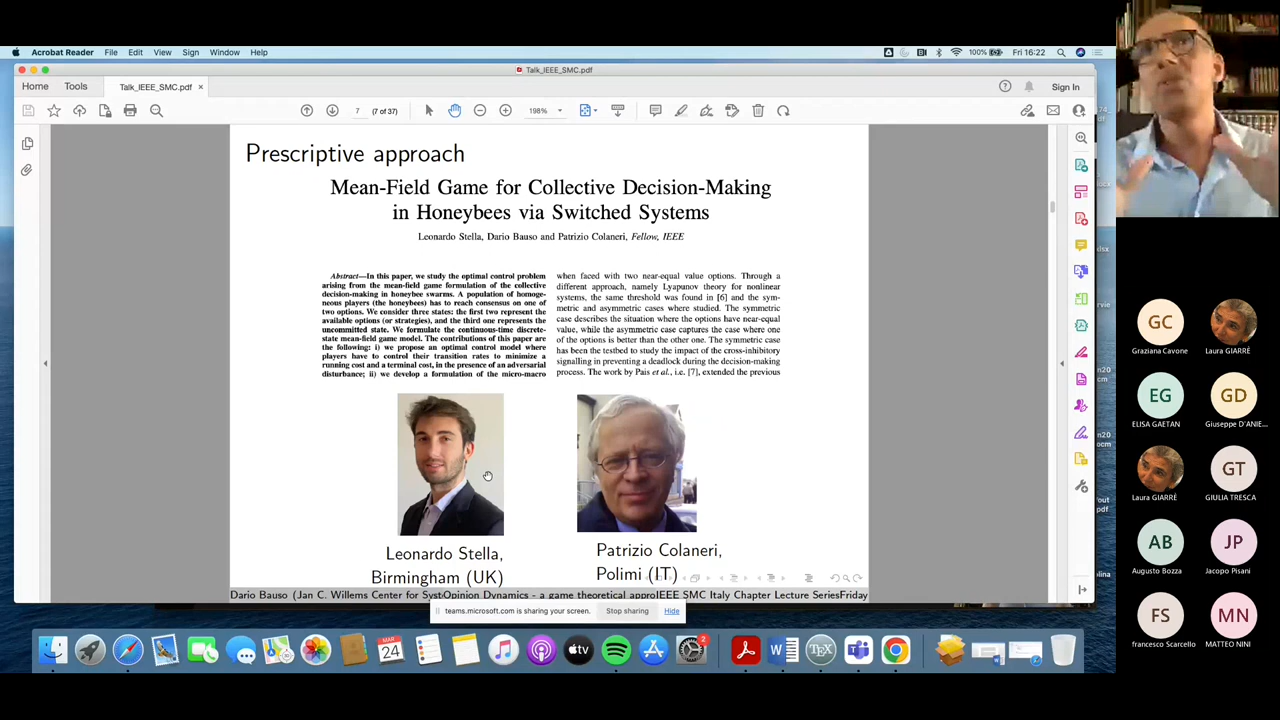 Acrobat Reader File Edit View Sign Window Help
100% Fri 16:22
Talk_IEEE_SMC.pdf
Home Tools Talk_IEEE_SMC.pdf × Sign In
7 (7 of 37) 198%
Prescriptive approach
Mean-Field Game for Collective Decision-Making
in Honeybees via Switched Systems
Leonardo Stella, Dario Bauso and Patrizio Colaneri, Fellow, IEEE
Abstract—In this paper, we study the optimal control problem
arising from the mean-field game formulation of the collective
decision-making in honeybee swarms. A population of homoge-
neous players (the honeybees) has to reach consensus on one of
two options. We consider three states: the first two represent the
available options (or strategies), and the third one represents the
uncommitted state. We formulate the continuous-time discrete-
state mean-field game model. The contributions of this paper are
the following: i) we propose an optimal control model where
players have to control their transition rates to minimize a
running cost and a terminal cost, in the presence of an adversarial
disturbance; ii) we develop a formulation of the micro-macro
when faced with two near-equal value options. Through a
different approach, namely Lyapunov theory for nonlinear
systems, the same threshold was found in [6] and the sym-
metric and asymmetric cases where studied. The symmetric
case describes the situation where the options have near-equal
value, while the asymmetric case captures the case where one
of the options is better than the other one. The symmetric case
has been the testbed to study the impact of the cross-inhibitory
signalling in preventing a deadlock during the decision-making
process. The work by Pais et al., i.e. [7], extended the previous
Leonardo Stella,
Birmingham (UK)
Patrizio Colaneri,
Polimi (IT)
Dario Bauso (Jan C. Willems Centre for SystOpinion Dynamics - a game theoretical approIEEE SMC Italy Chapter Lecture SeriesFriday
teams.microsoft.com is sharing your screen. Stop sharing Hide
MAR
24
tv
2
W
TEX
GC
Graziana Cavone
Laura GIARRÈ
EG
ELISA GAETAN
GD
Giuseppe D'ANIE...
Laura GIARRÈ
GT
GIULIA TRESCA
AB
Augusto Bozza
JP
Jacopo Pisani
FS
francesco Scarcello
MN
MATTEO NINI